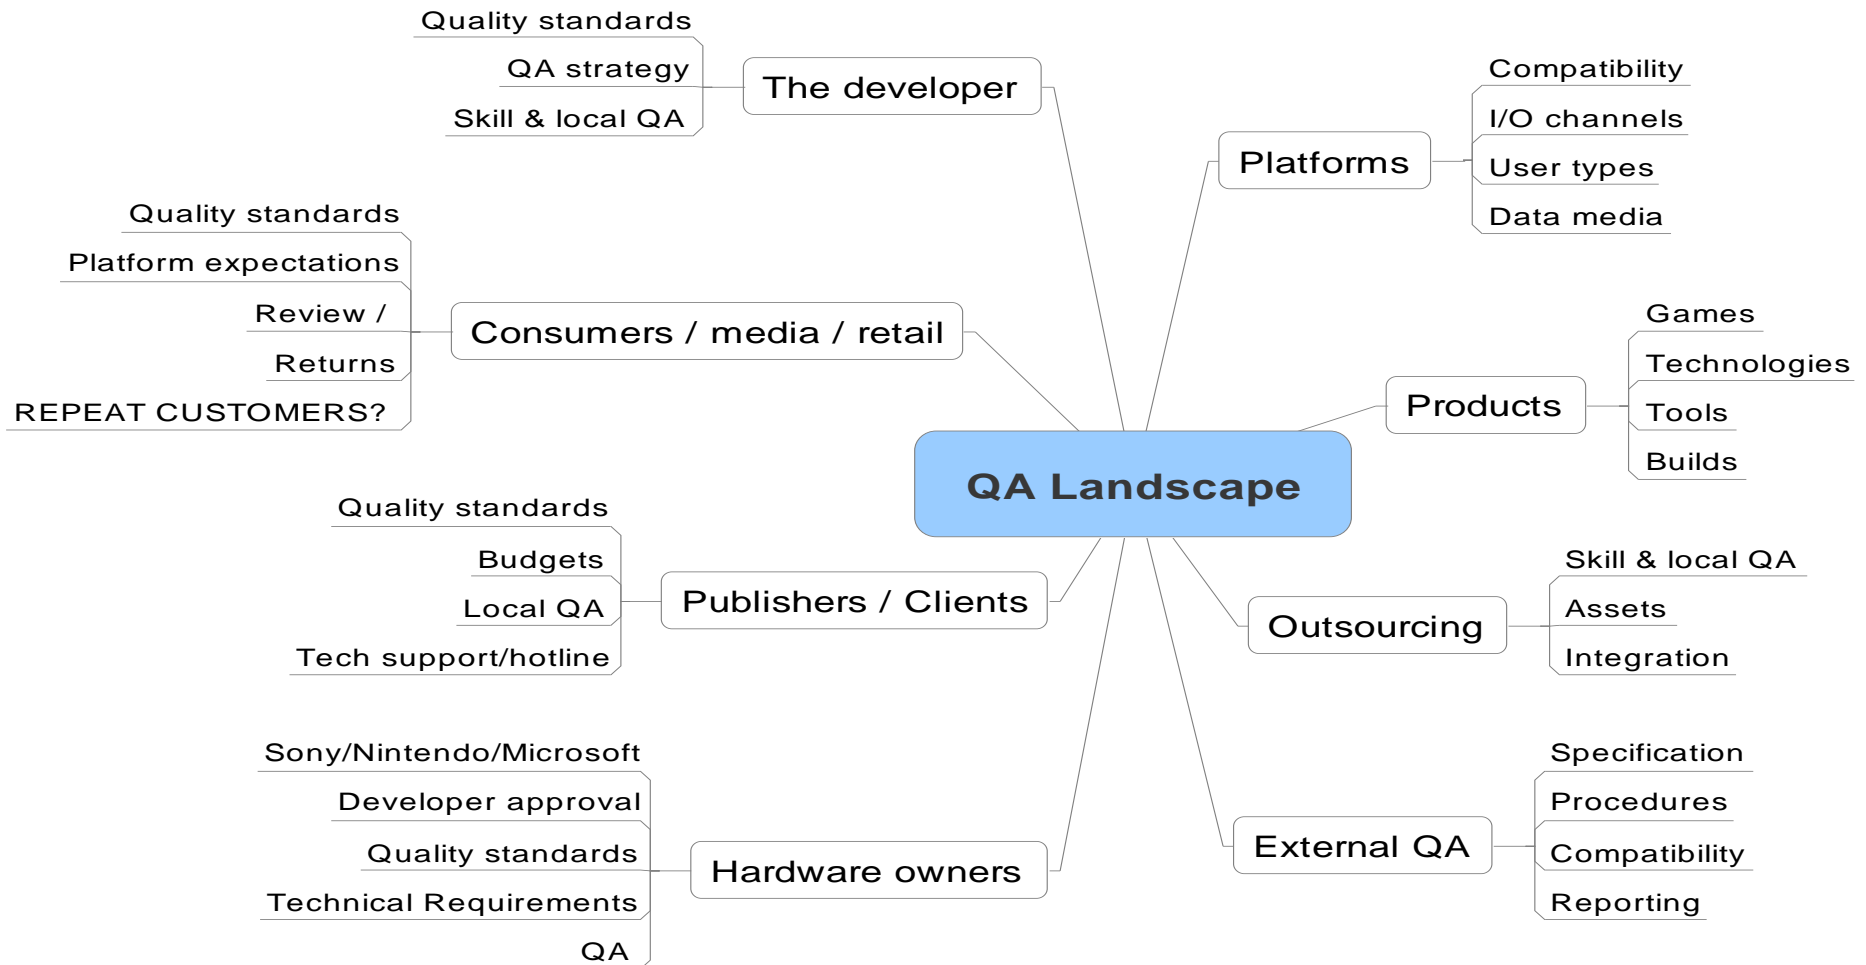 Quality standards
QA strategy
Skill & local QA
The developer
Quality standards
Platform expectations
Review /
Returns
REPEAT CUSTOMERS?
Consumers / media / retail
Quality standards
Budgets
Local QA
Tech support/hotline
Publishers / Clients
Sony/Nintendo/Microsoft
Developer approval
Quality standards
Technical Requirements
QA
Hardware owners
QA Landscape
Platforms
Compatibility
I/O channels
User types
Data media
Products
Games
Technologies
Tools
Builds
Outsourcing
Skill & local QA
Assets
Integration
External QA
Specification
Procedures
Compatibility
Reporting